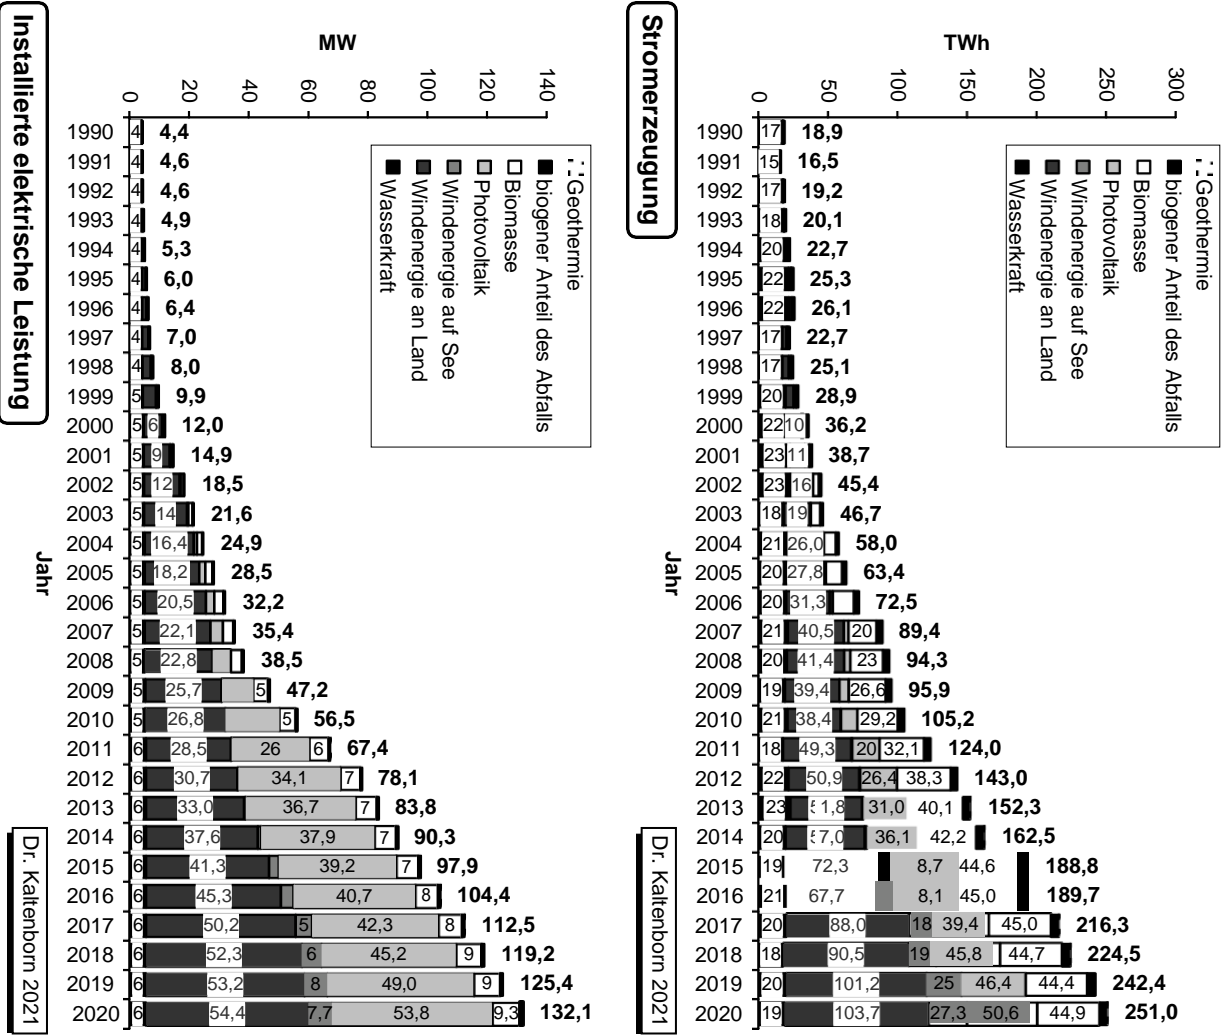 Installierte elektrische Leistung
MW
0 20 40 60 80 100 120 140
Geothermie
biogener Anteil des Abfalls
Biomasse
Photovoltaik
Windenergie auf See
Windenergie an Land
Wasserkraft
1990 4 4,4
1991 4 4,6
1992 4 4,6
1993 4 4,9
1994 4 5,3
1995 4 6,0
1996 4 6,4
1997 4 7,0
1998 4 8,0
1999 5 9,9
2000 5 6 12,0
2001 5 9 14,9
2002 5 12 18,5
2003 5 14 21,6
2004 5 16,4 24,9
2005 5 18,2 28,5
2006 5 20,5 32,2
2007 5 22,1 35,4
2008 5 22,8 38,5
2009 5 25,7 5 47,2
2010 5 26,8 5 56,5
2011 6 28,5 26 6 67,4
2012 6 30,7 34,1 7 78,1
2013 6 33,0 36,7 7 83,8
2014 6 37,6 37,9 7 90,3
2015 6 41,3 39,2 7 97,9
2016 6 45,3 40,7 8 104,4
2017 6 50,2 5 42,3 8 112,5
2018 6 52,3 6 45,2 9 119,2
2019 6 53,2 8 49,0 9 125,4
2020 6 54,4 7,7 53,8 9,3 132,1
Jahr
Dr. Kaltenborn 2021
Stromerzeugung
TWh
0 50 100 150 200 250 300
Geothermie
biogener Anteil des Abfalls
Biomasse
Photovoltaik
Windenergie auf See
Windenergie an Land
Wasserkraft
1990 17 18,9
1991 15 16,5
1992 17 19,2
1993 18 20,1
1994 20 22,7
1995 22 25,3
1996 22 26,1
1997 17 22,7
1998 17 25,1
1999 20 28,9
2000 22 10 36,2
2001 23 11 38,7
2002 23 16 45,4
2003 18 19 46,7
2004 21 26,0 58,0
2005 20 27,8 63,4
2006 20 31,3 72,5
2007 21 40,5 20 89,4
2008 20 41,4 23 94,3
2009 19 39,4 26,6 95,9
2010 21 38,4 29,2 105,2
2011 18 49,3 20 32,1 124,0
2012 22 50,9 26,4 38,3 143,0
2013 23 51,8 31,0 40,1 152,3
2014 20 57,0 36,1 42,2 162,5
2015 19 72,3 8,7 44,6 188,8
2016 21 67,7 8,1 45,0 189,7
2017 20 88,0 18 39,4 45,0 216,3
2018 18 90,5 19 45,8 44,7 224,5
2019 20 101,2 25 46,4 44,4 242,4
2020 19 103,7 27,3 50,6 44,9 251,0
Jahr
Dr. Kaltenborn 2021